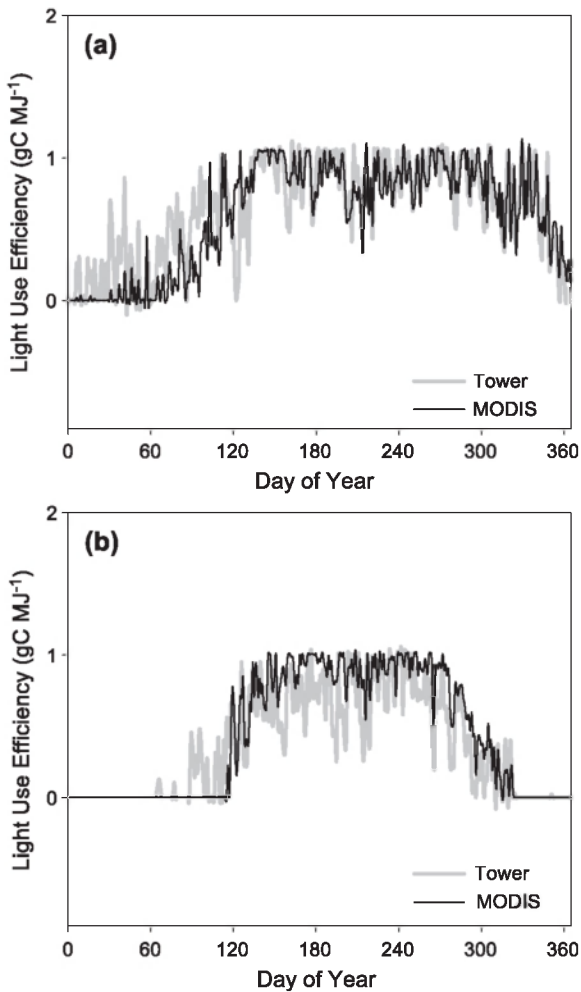 (a)
2
1
0
Light Use Efficiency (gC MJ-1)
Tower
MODIS
0 60 120 180 240 300 360
Day of Year
(b)
2
1
0
Light Use Efficiency (gC MJ-1)
Tower
MODIS
0 60 120 180 240 300 360
Day of Year